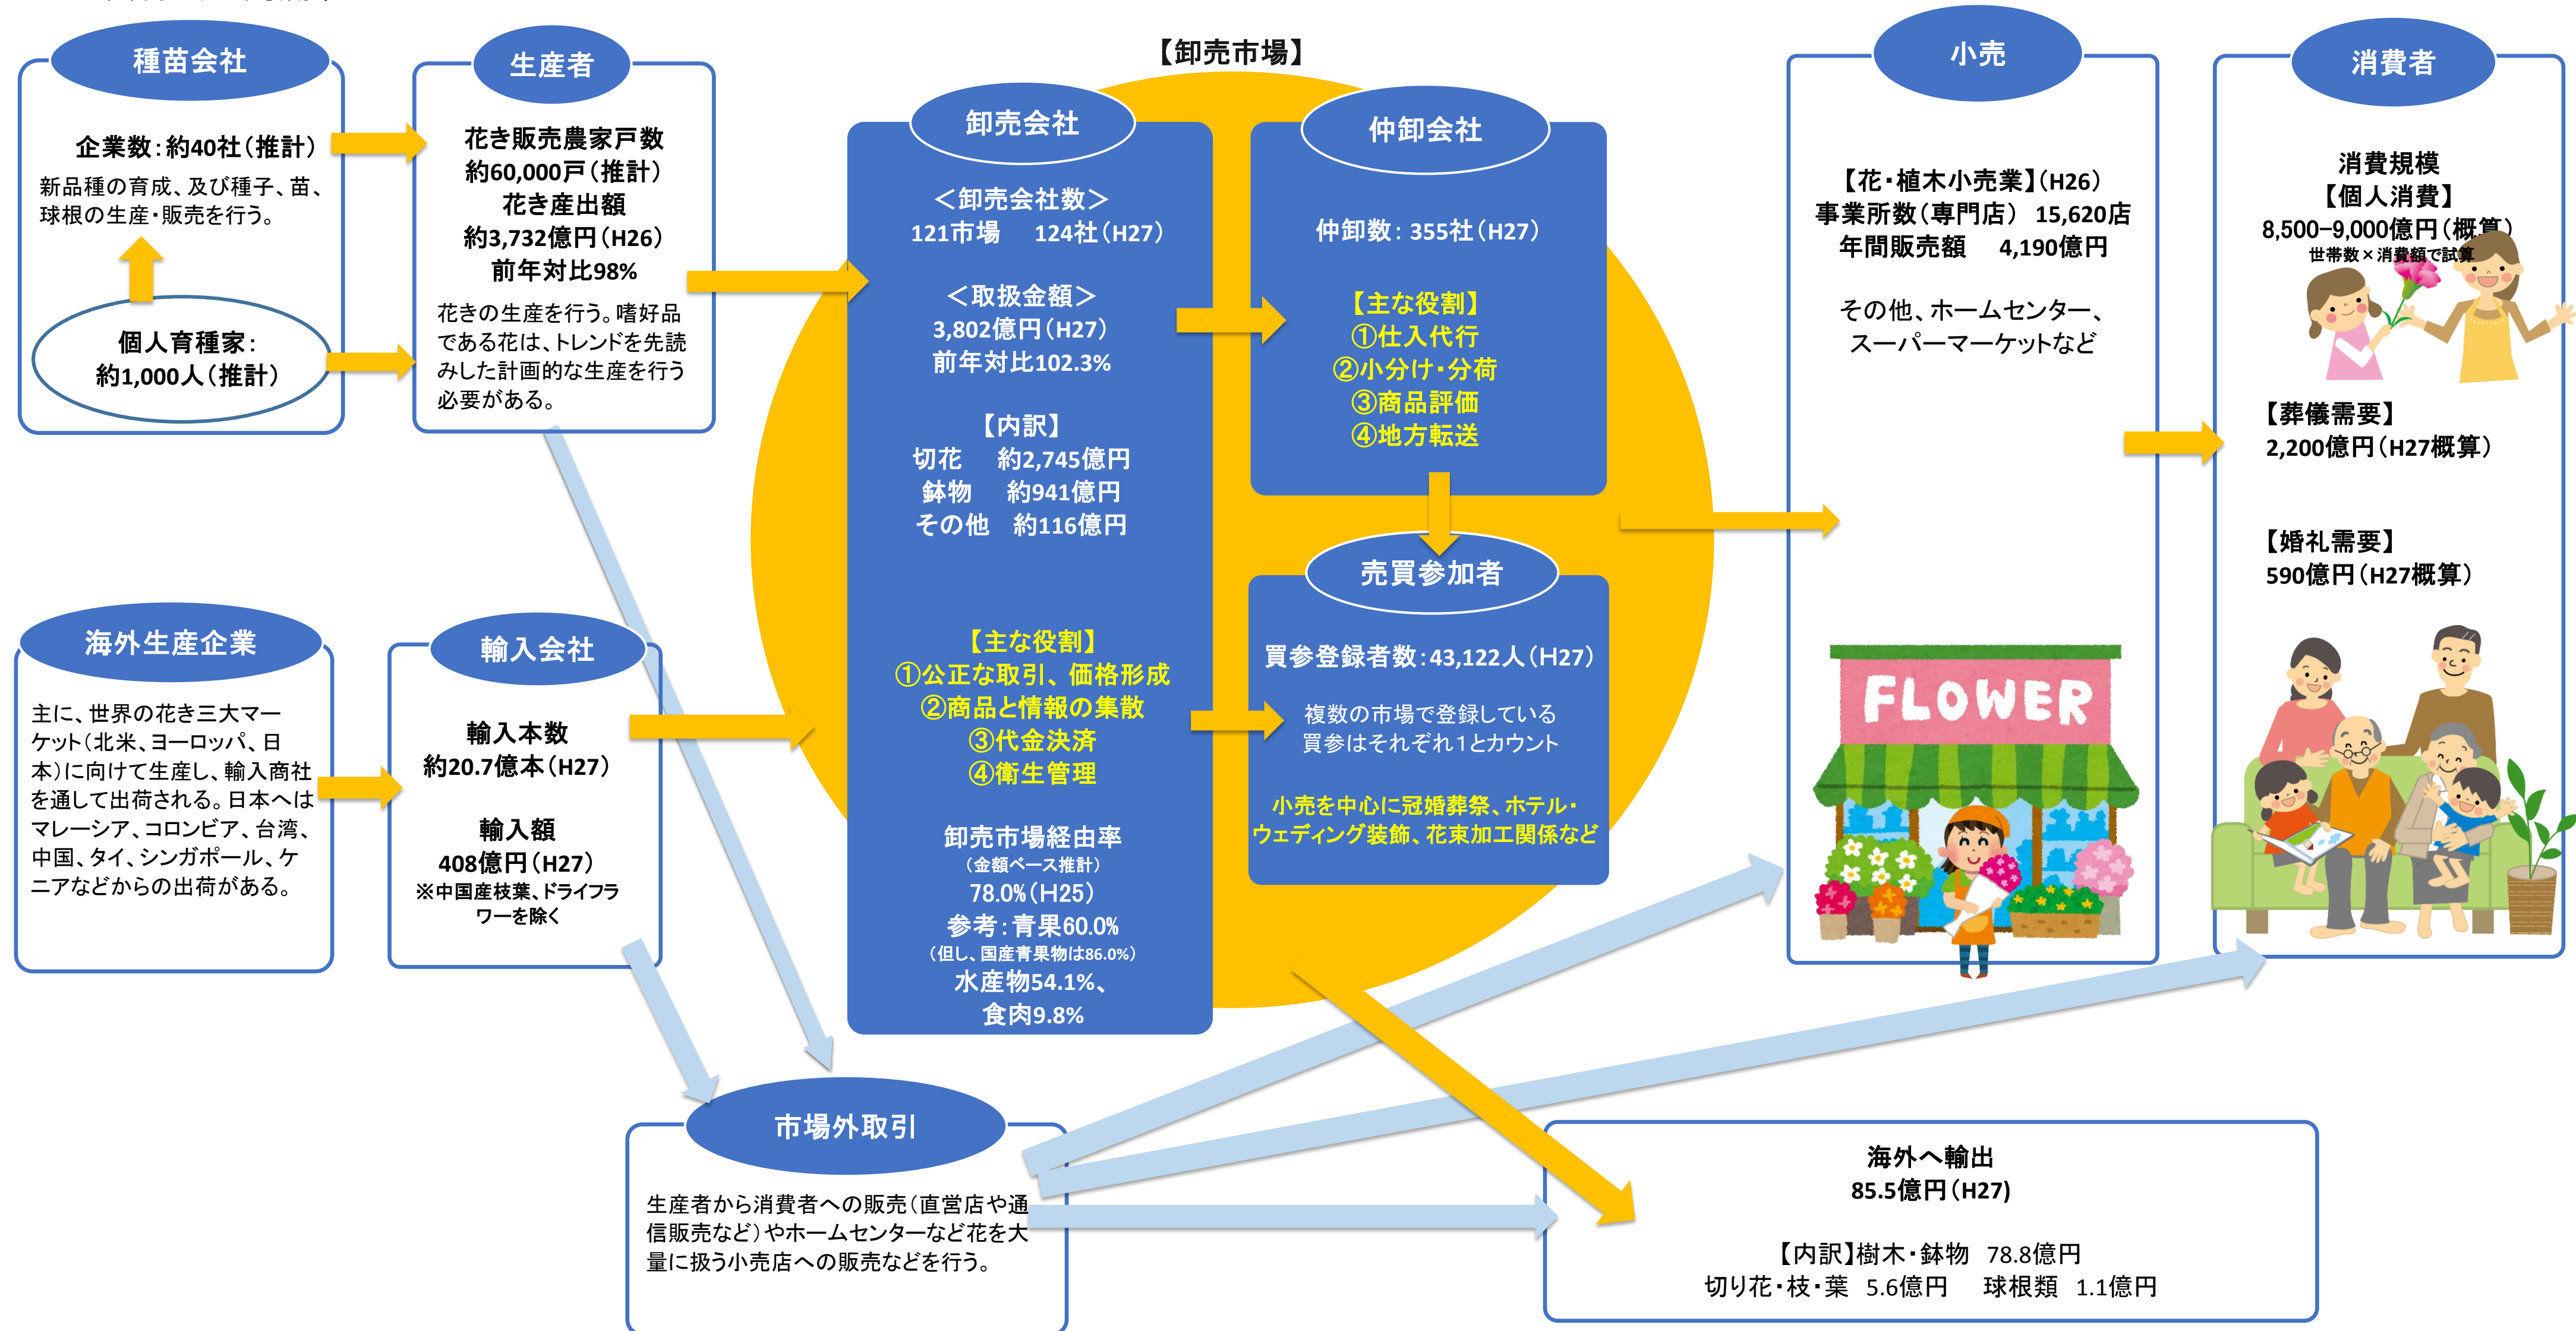 種苗会社
企業数：約40社（推計）
新品種の育成、及び種子、苗、
球根の生産・販売を行う。
個人育種家：
約1,000人（推計）
生産者
花き販売農家戸数
約60,000戸（推計）
花き産出額
約3,732億円（H26）
前年対比98%
花きの生産を行う。嗜好品
である花は、トレンドを先読
みした計画的な生産を行う
必要がある。
海外生産企業
主に、世界の花き三大マー
ケット（北米、ヨーロッパ、日
本）に向けて生産し、輸入商社
を通して出荷される。日本へは
マレーシア、コロンビア、台湾、
中国、タイ、シンガポール、ケ
ニアなどからの出荷がある。
輸入会社
輸入本数
約20.7億本（H27）
輸入額
408億円（H27）
※中国産枝葉、ドライフラ
ワーを除く
【卸売市場】
卸売会社
＜卸売会社数＞
121市場　124社（H27）
＜取扱金額＞
3,802億円（H27）
前年対比102.3%
【内訳】
切花　約2,745億円
鉢物　約941億円
その他　約116億円
【主な役割】
①公正な取引、価格形成
②商品と情報の集散
③代金決済
④衛生管理
卸売市場経由率
（金額ベース推計）
78.0%（H25）
参考：青果60.0%
（但し、国産青果物は86.0%）
水産物54.1%、
食肉9.8%
仲卸会社
仲卸数：355社（H27）
【主な役割】
①仕入代行
②小分け・分荷
③商品評価
④地方転送
売買参加者
買参登録者数：43,122人（H27）
複数の市場で登録している
買参はそれぞれ１とカウント
小売を中心に冠婚葬祭、ホテル・
ウェディング装飾、花束加工関係など
小売
【花・植木小売業】（H26）
事業所数（専門店）　15,620店
年間販売額　4,190億円
その他、ホームセンター、
スーパーマーケットなど
FLOWER
消費者
消費規模
【個人消費】
8,500-9,000億円（概算）
世帯数×消費額で試算
【葬儀需要】
2,200億円（H27概算）
【婚礼需要】
590億円（H27概算）
市場外取引
生産者から消費者への販売（直営店や通
信販売など）やホームセンターなど花を大
量に扱う小売店への販売などを行う。
海外へ輸出
85.5億円（H27)
【内訳】樹木・鉢物　78.8億円
切り花・枝・葉　5.6億円　球根類　1.1億円